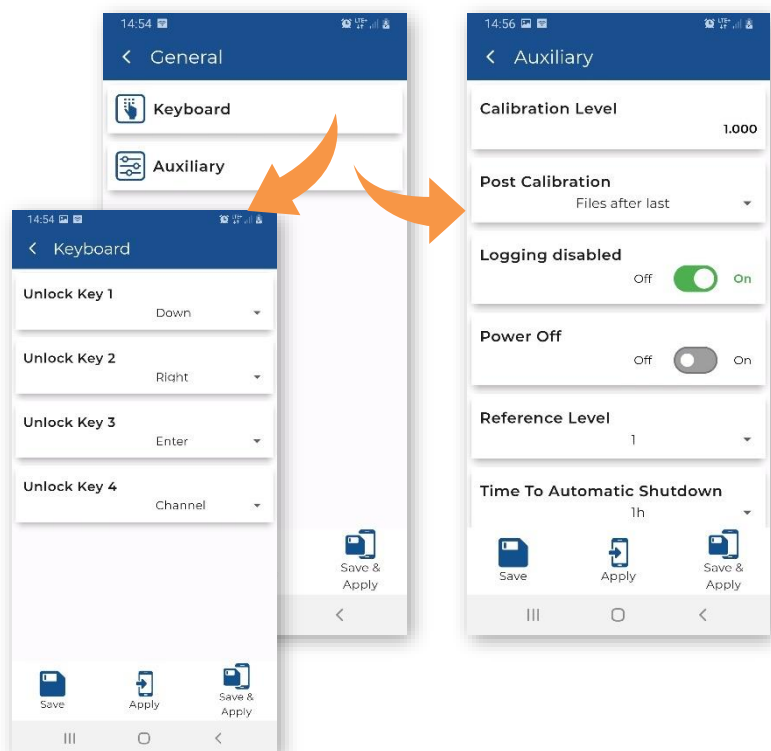 14:54
General
Keyboard
Auxiliary
Save &
Apply
14:54
Keyboard
Unlock Key 1
Down
Unlock Key 2
Right
Unlock Key 3
Enter
Unlock Key 4
Channel
Save
Apply
Save &
Apply
14:56
Auxiliary
Calibration Level
1.000
Post Calibration
Files after last
Logging disabled
Off On
Power Off
Off On
Reference Level
1
Time To Automatic Shutdown
1h
Save
Apply
Save &
Apply